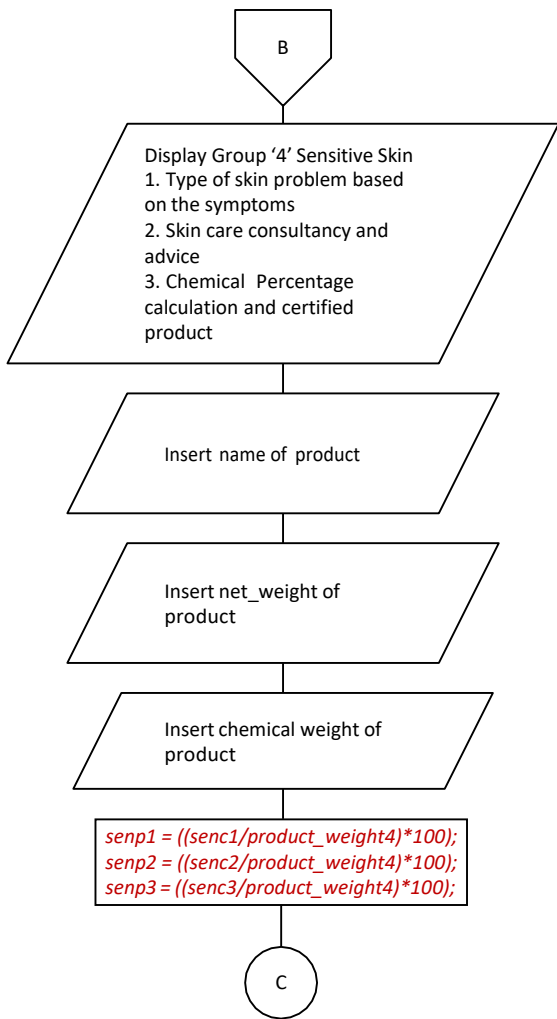 B
Display Group ‘4’ Sensitive Skin
1. Type of skin problem based
on the symptoms
2. Skin care consultancy and
advice
3. Chemical Percentage
calculation and certified
product
Insert name of product
Insert net_weight of
product
Insert chemical weight of
product
senp1 = ((senc1/product_weight4)*100);
senp2 = ((senc2/product_weight4)*100);
senp3 = ((senc3/product_weight4)*100);
C